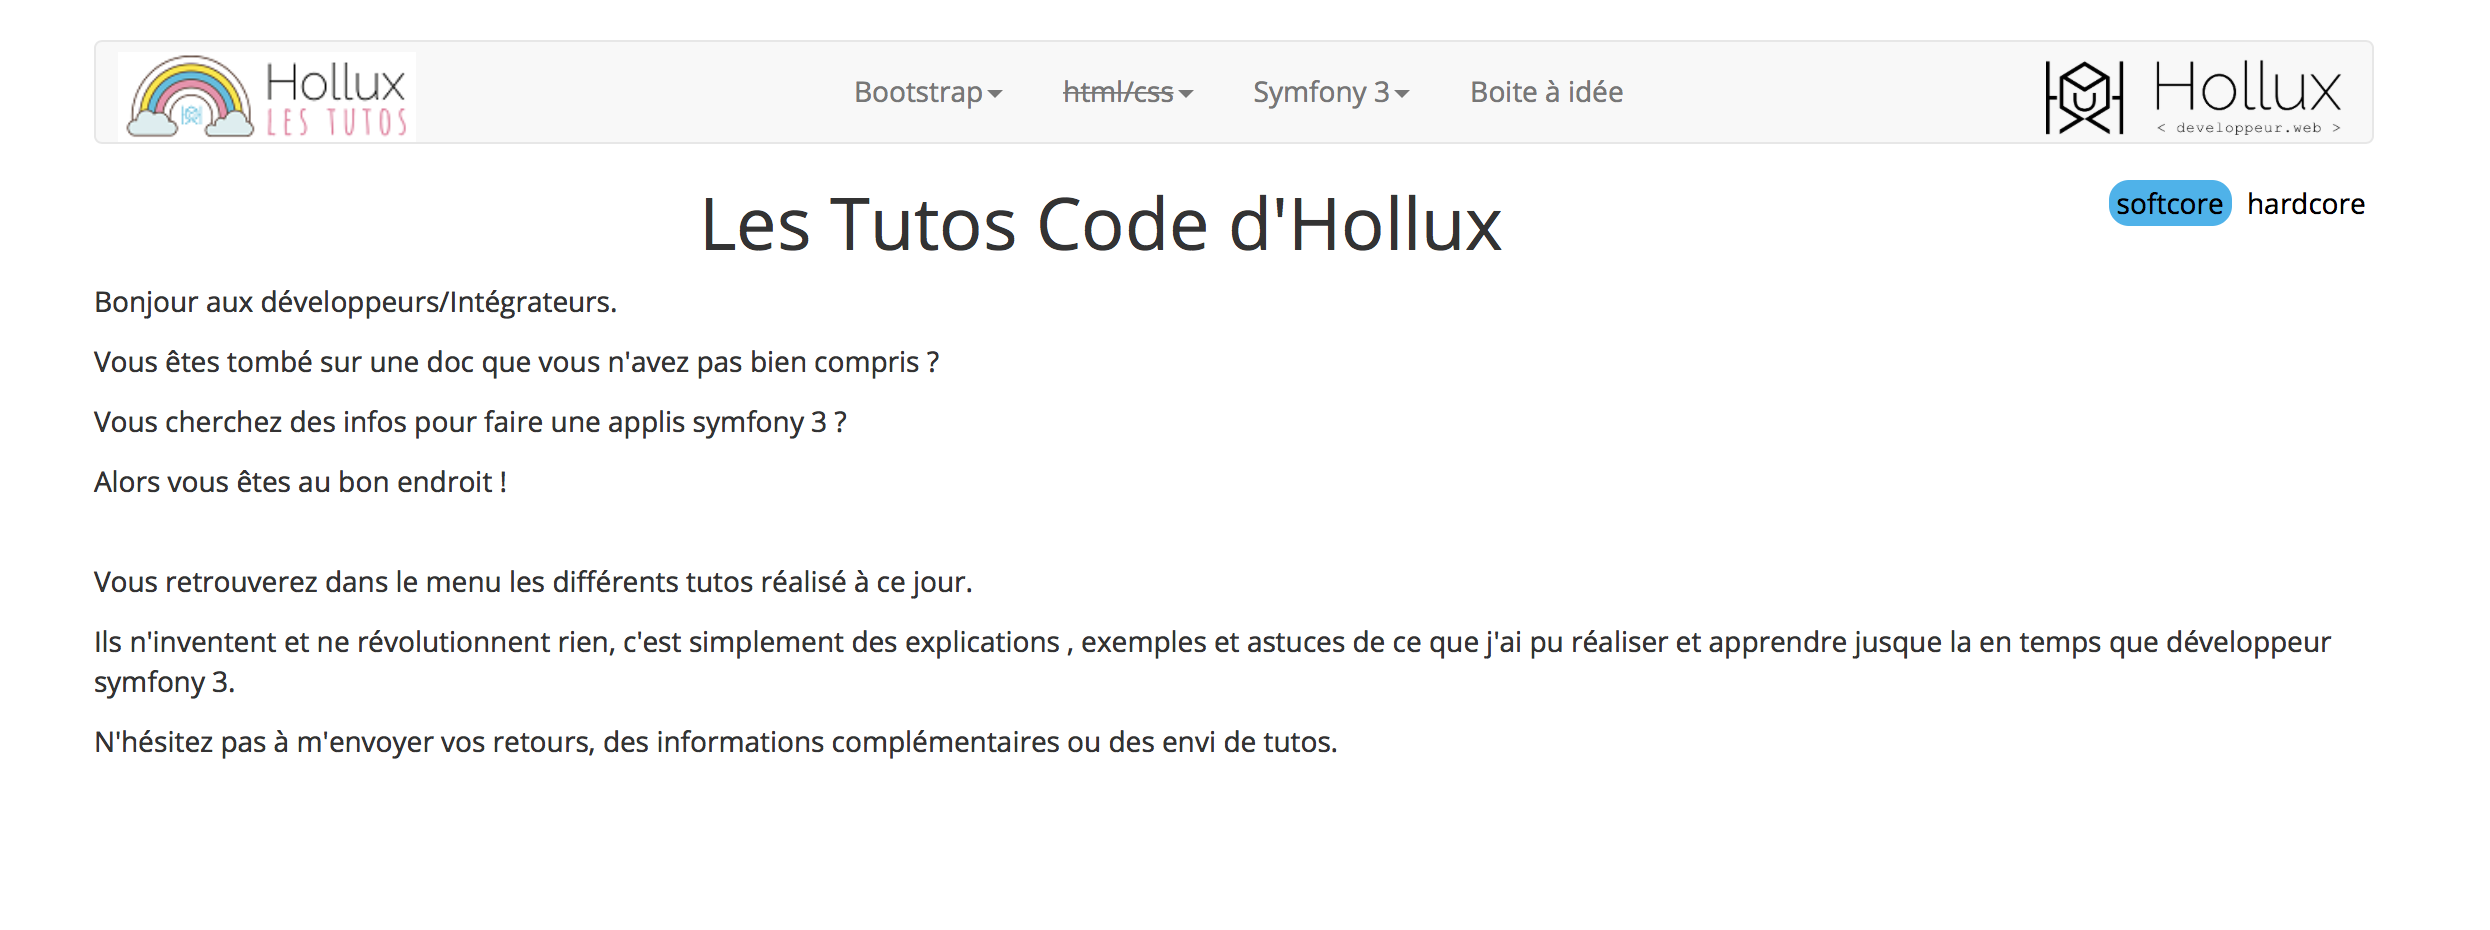 Hollux
LES TUTOS
Bootstrap
html/css
Symfony 3
Boite à idée
Hollux
< developpeur.web >
softcore
hardcore
Les Tutos Code d'Hollux
Bonjour aux développeurs/Intégrateurs.
Vous êtes tombé sur une doc que vous n'avez pas bien compris ?
Vous cherchez des infos pour faire une applis symfony 3 ?
Alors vous êtes au bon endroit !
Vous retrouverez dans le menu les différents tutos réalisé à ce jour.
Ils n'inventent et ne révolutionnent rien, c'est simplement des explications , exemples et astuces de ce que j'ai pu réaliser et apprendre jusque la en temps que développeur
symfony 3.
N'hésitez pas à m'envoyer vos retours, des informations complémentaires ou des envi de tutos.